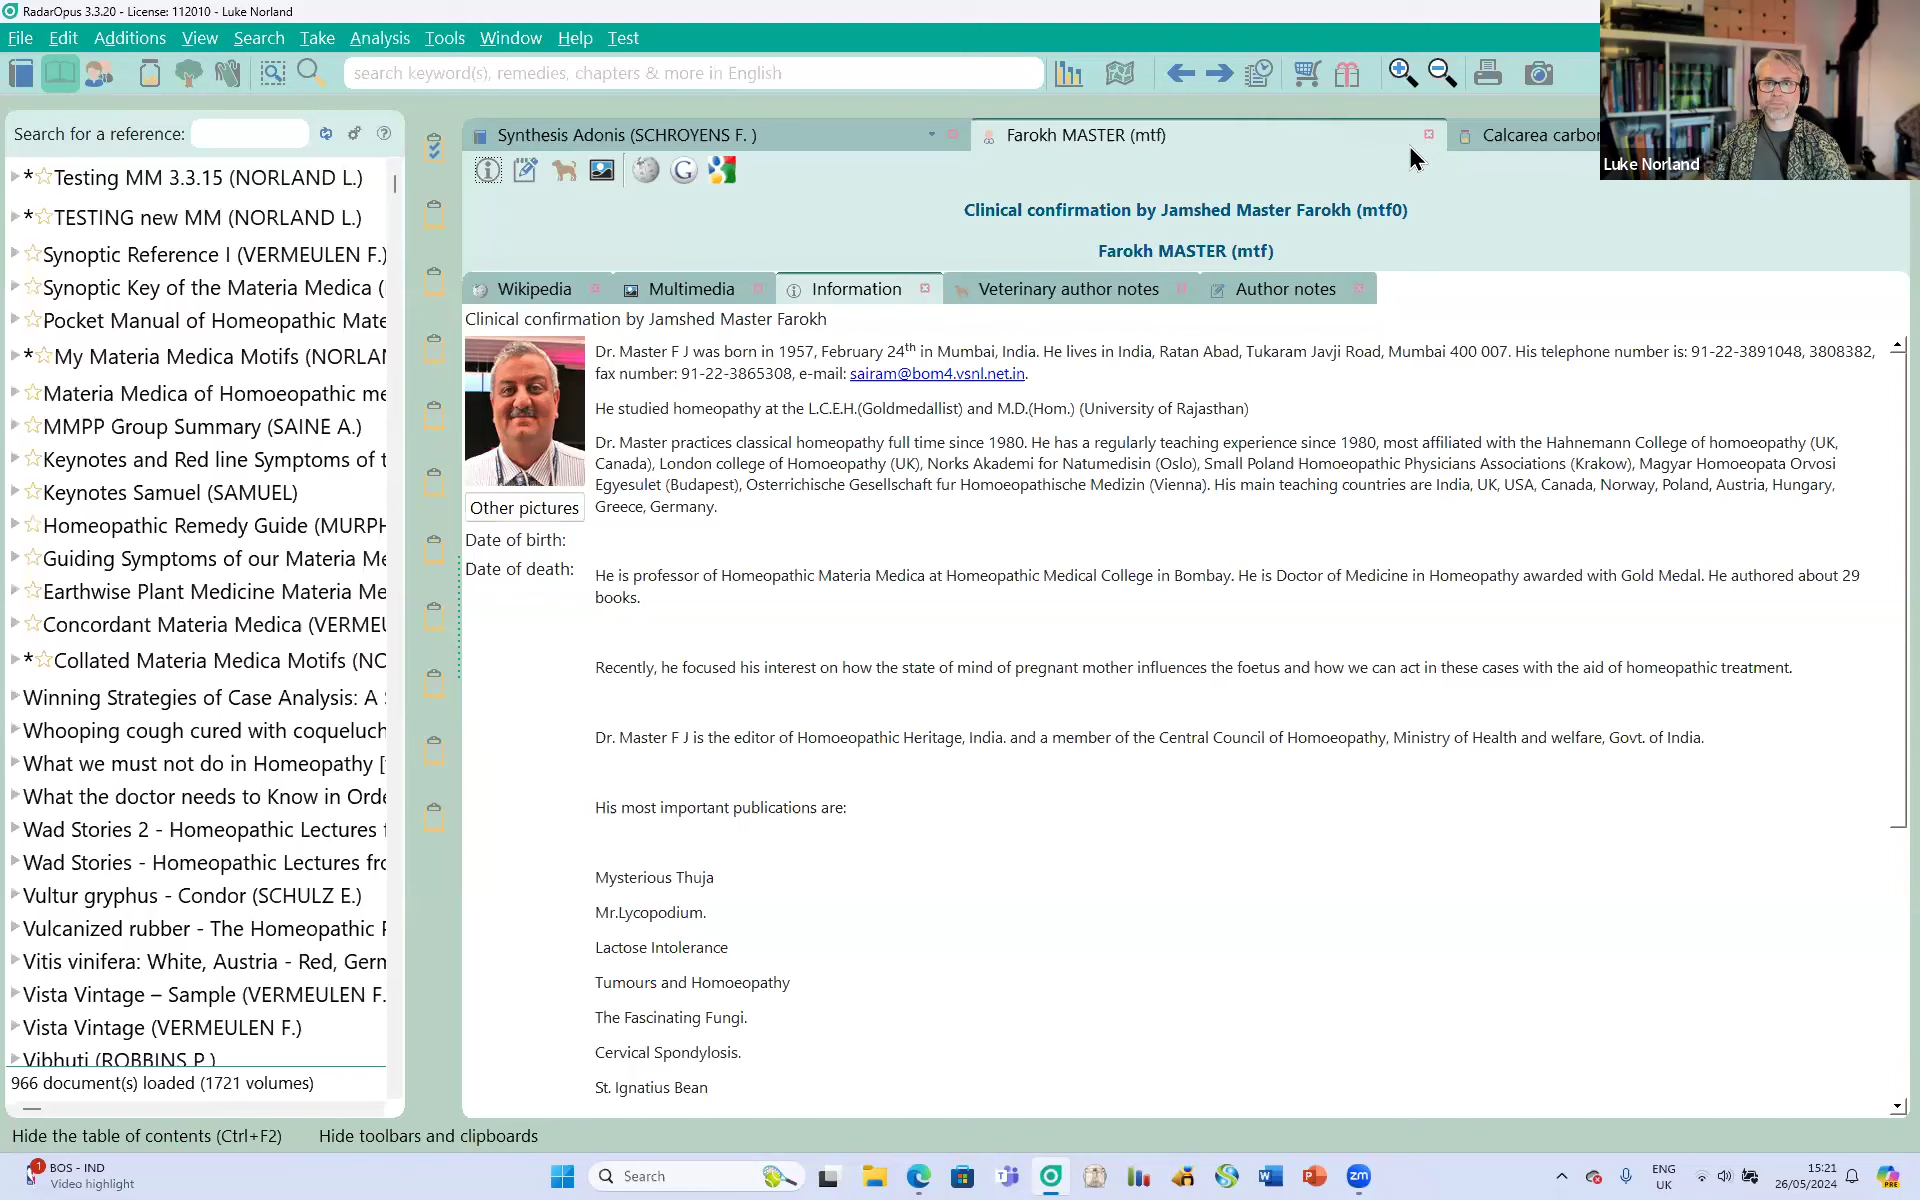 RadarOpus 3.3.20 - License: 112010 - Luke Norland
File Edit Additions View Search Take Analysis Tools Window Help Test
search keyword(s), remedies, chapters & more in English
Luke Norland
Search for a reference:
*Testing MM 3.3.15 (NORLAND L.)
*TESTING new MM (NORLAND L.)
Synoptic Reference I (VERMEULEN F.)
Synoptic Key of the Materia Medica (
Pocket Manual of Homeopathic Mate
*My Materia Medica Motifs (NORLAN
Materia Medica of Homoeopathic me
MMPP Group Summary (SAINE A.)
Keynotes and Red line Symptoms of t
Keynotes Samuel (SAMUEL)
Homeopathic Remedy Guide (MURPH
Guiding Symptoms of our Materia Me
Earthwise Plant Medicine Materia Me
Concordant Materia Medica (VERMEU
*Collated Materia Medica Motifs (NO
Winning Strategies of Case Analysis: A S
Whooping cough cured with coqueluch
What we must not do in Homeopathy [
What the doctor needs to Know in Orde
Wad Stories 2 - Homeopathic Lectures f
Wad Stories - Homeopathic Lectures fro
Vultur gryphus - Condor (SCHULZ E.)
Vulcanized rubber - The Homeopathic P
Vitis vinifera: White, Austria - Red, Germ
Vista Vintage – Sample (VERMEULEN F.
Vista Vintage (VERMEULEN F.)
Vibhuti (ROBBINS P.)
966 document(s) loaded (1721 volumes)
Synthesis Adonis (SCHROYENS F. )
Farokh MASTER (mtf)
Calcarea carbon
Clinical confirmation by Jamshed Master Farokh (mtf0)
Farokh MASTER (mtf)
Wikipedia Multimedia Information Veterinary author notes Author notes
Clinical confirmation by Jamshed Master Farokh
Other pictures
Date of birth:
Date of death:
Dr. Master F J was born in 1957, February 24th in Mumbai, India. He lives in India, Ratan Abad, Tukaram Javji Road, Mumbai 400 007. His telephone number is: 91-22-3891048, 3808382,
fax number: 91-22-3865308, e-mail: sairam@bom4.vsnl.net.in.
He studied homeopathy at the L.C.E.H.(Goldmedallist) and M.D.(Hom.) (University of Rajasthan)
Dr. Master practices classical homeopathy full time since 1980. He has a regularly teaching experience since 1980, most affiliated with the Hahnemann College of homoeopathy (UK,
Canada), London college of Homoeopathy (UK), Norks Akademi for Natumedisin (Oslo), Small Poland Homoeopathic Physicians Associations (Krakow), Magyar Homoeopata Orvosi
Egyesulet (Budapest), Osterrichische Gesellschaft fur Homoeopathische Medizin (Vienna). His main teaching countries are India, UK, USA, Canada, Norway, Poland, Austria, Hungary,
Greece, Germany.
He is professor of Homeopathic Materia Medica at Homeopathic Medical College in Bombay. He is Doctor of Medicine in Homeopathy awarded with Gold Medal. He authored about 29
books.
Recently, he focused his interest on how the state of mind of pregnant mother influences the foetus and how we can act in these cases with the aid of homeopathic treatment.
Dr. Master F J is the editor of Homoeopathic Heritage, India. and a member of the Central Council of Homoeopathy, Ministry of Health and welfare, Govt. of India.
His most important publications are:
Mysterious Thuja
Mr.Lycopodium.
Lactose Intolerance
Tumours and Homoeopathy
The Fascinating Fungi.
Cervical Spondylosis.
St. Ignatius Bean
Hide the table of contents (Ctrl+F2) Hide toolbars and clipboards
1
BOS - IND
Video highlight
Search
zm
ENG
UK
15:21
26/05/2024
PRE